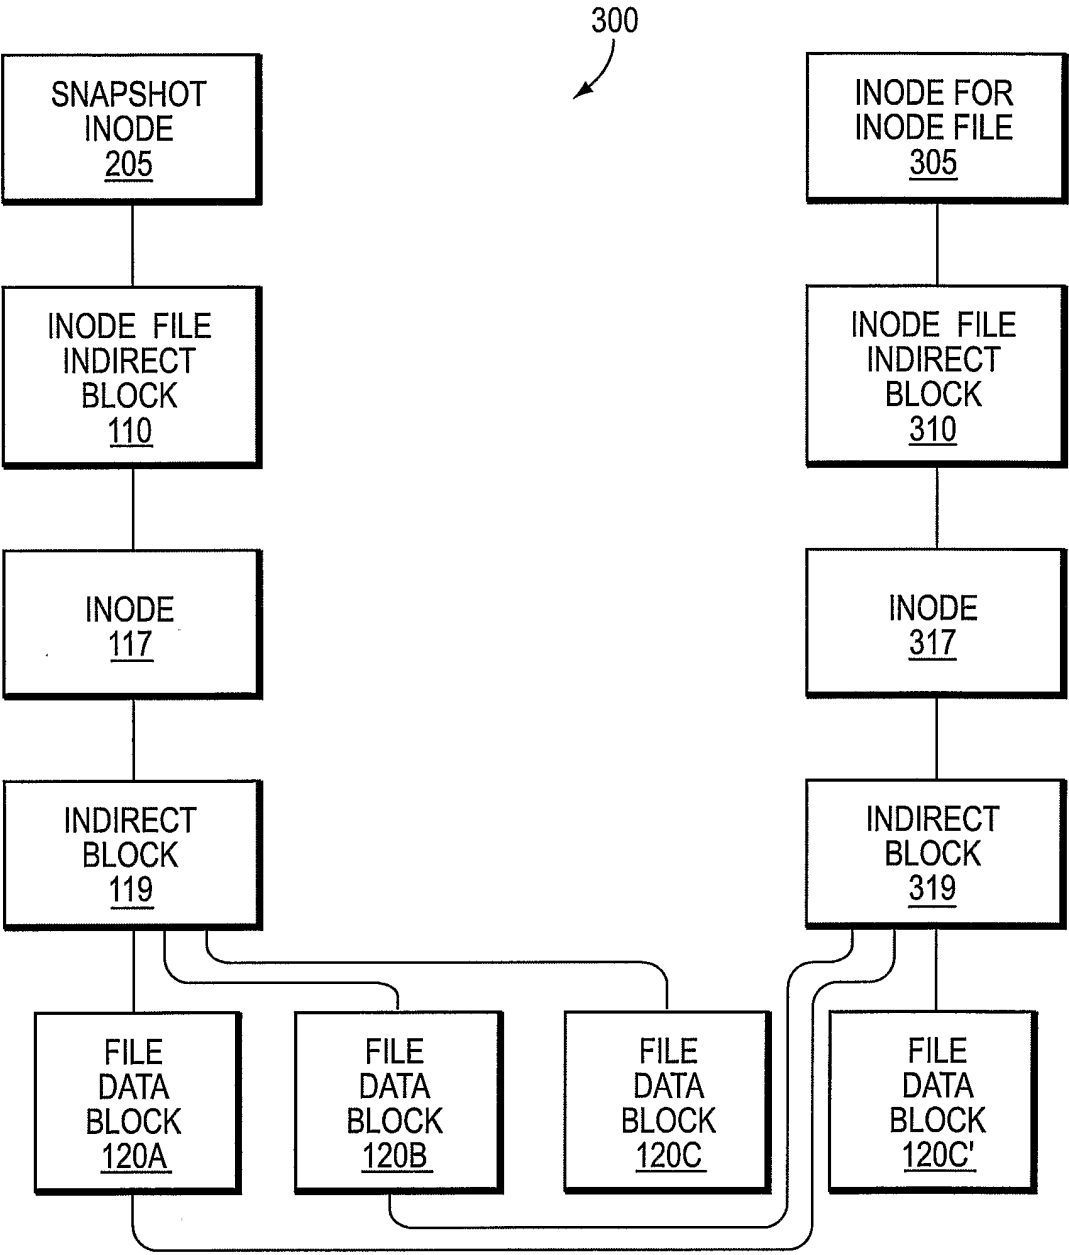 300
SNAPSHOT
INODE
205
INODE FOR
INODE FILE
305
INODE FILE
INDIRECT
BLOCK
110
INODE FILE
INDIRECT
BLOCK
310
INODE
117
INODE
317
INDIRECT
BLOCK
119
INDIRECT
BLOCK
319
FILE
DATA
BLOCK
120A
FILE
DATA
BLOCK
120B
FILE
DATA
BLOCK
120C
FILE
DATA
BLOCK
120C'